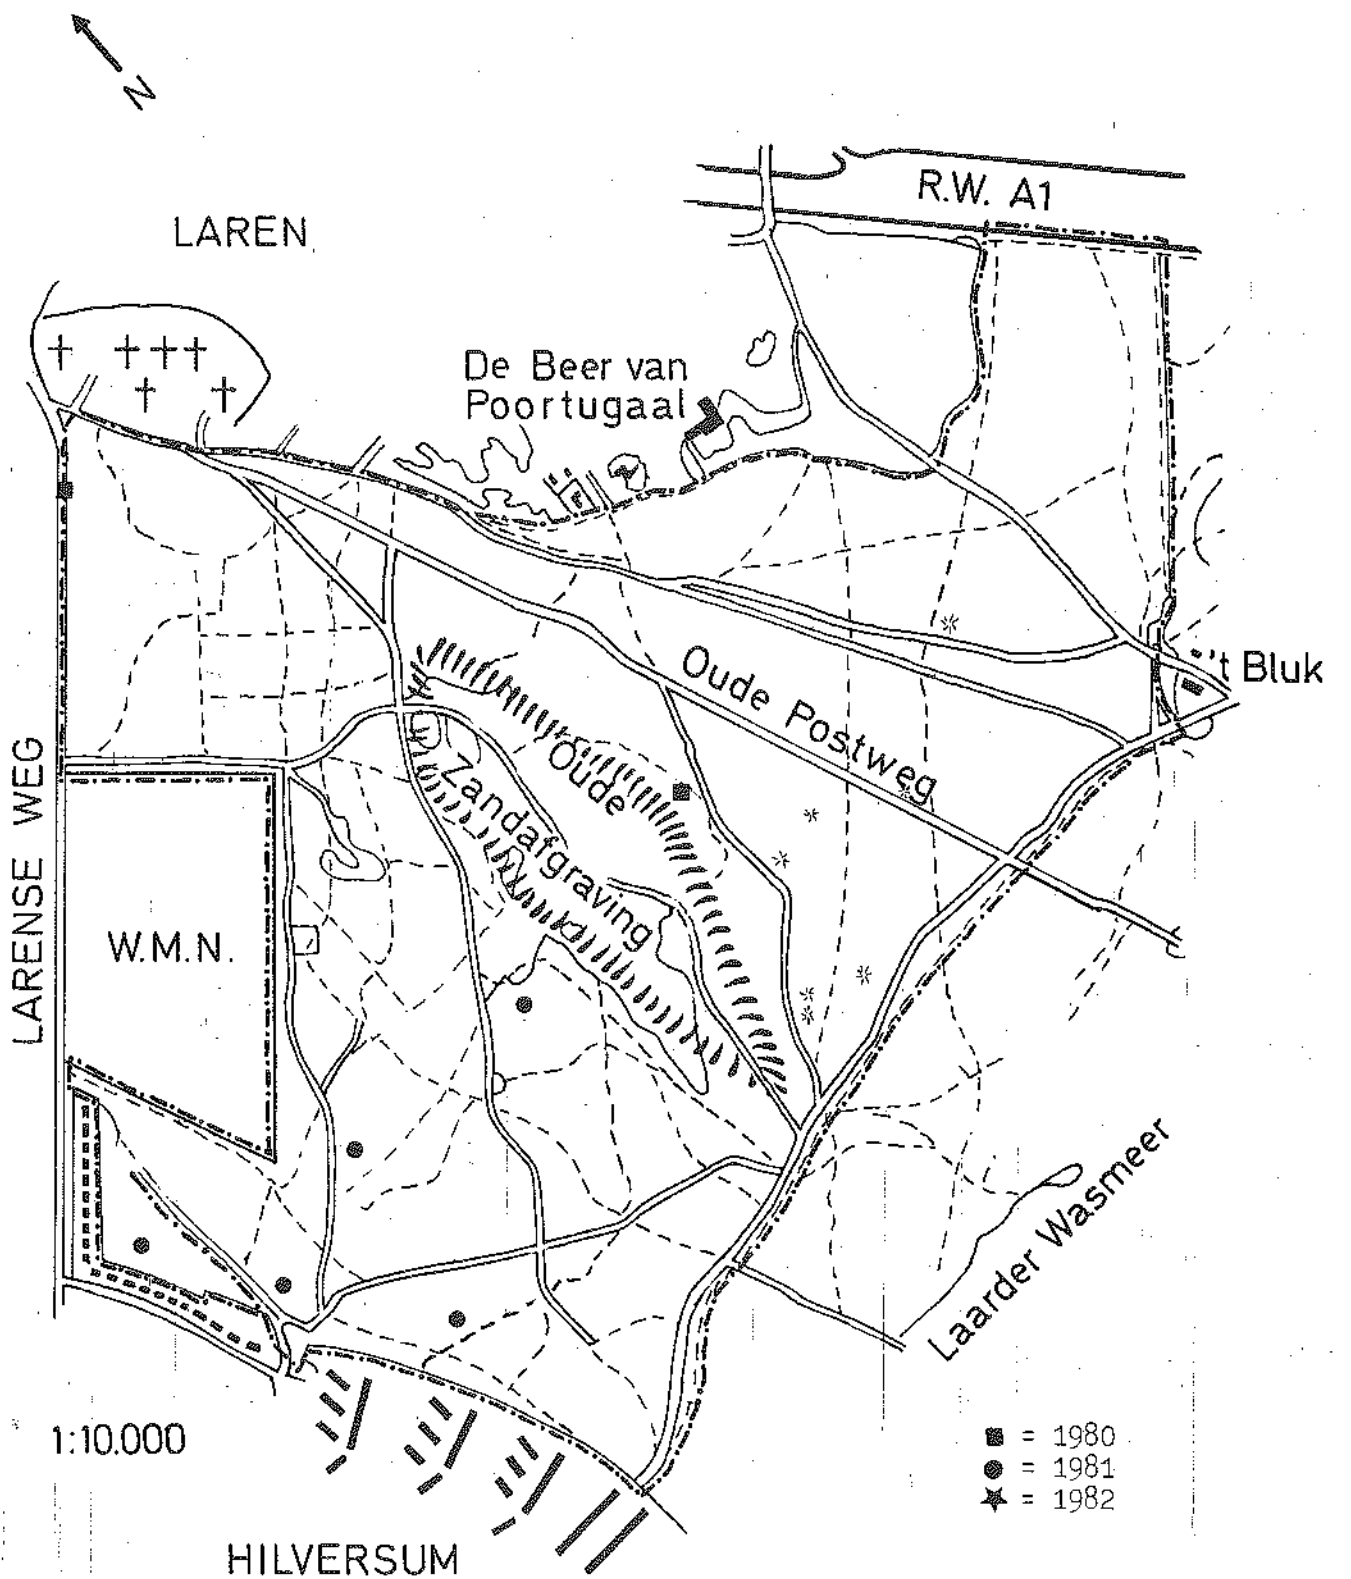 N
R.W. A1
LAREN
De Beer van
Poortugaal
't Bluk
Oude Postweg
Oude
Zandafgraving
LARENSE WEG
W.M.N.
Laarder Wasmeer
1:10.000
= 1980
= 1981
= 1982
HILVERSUM